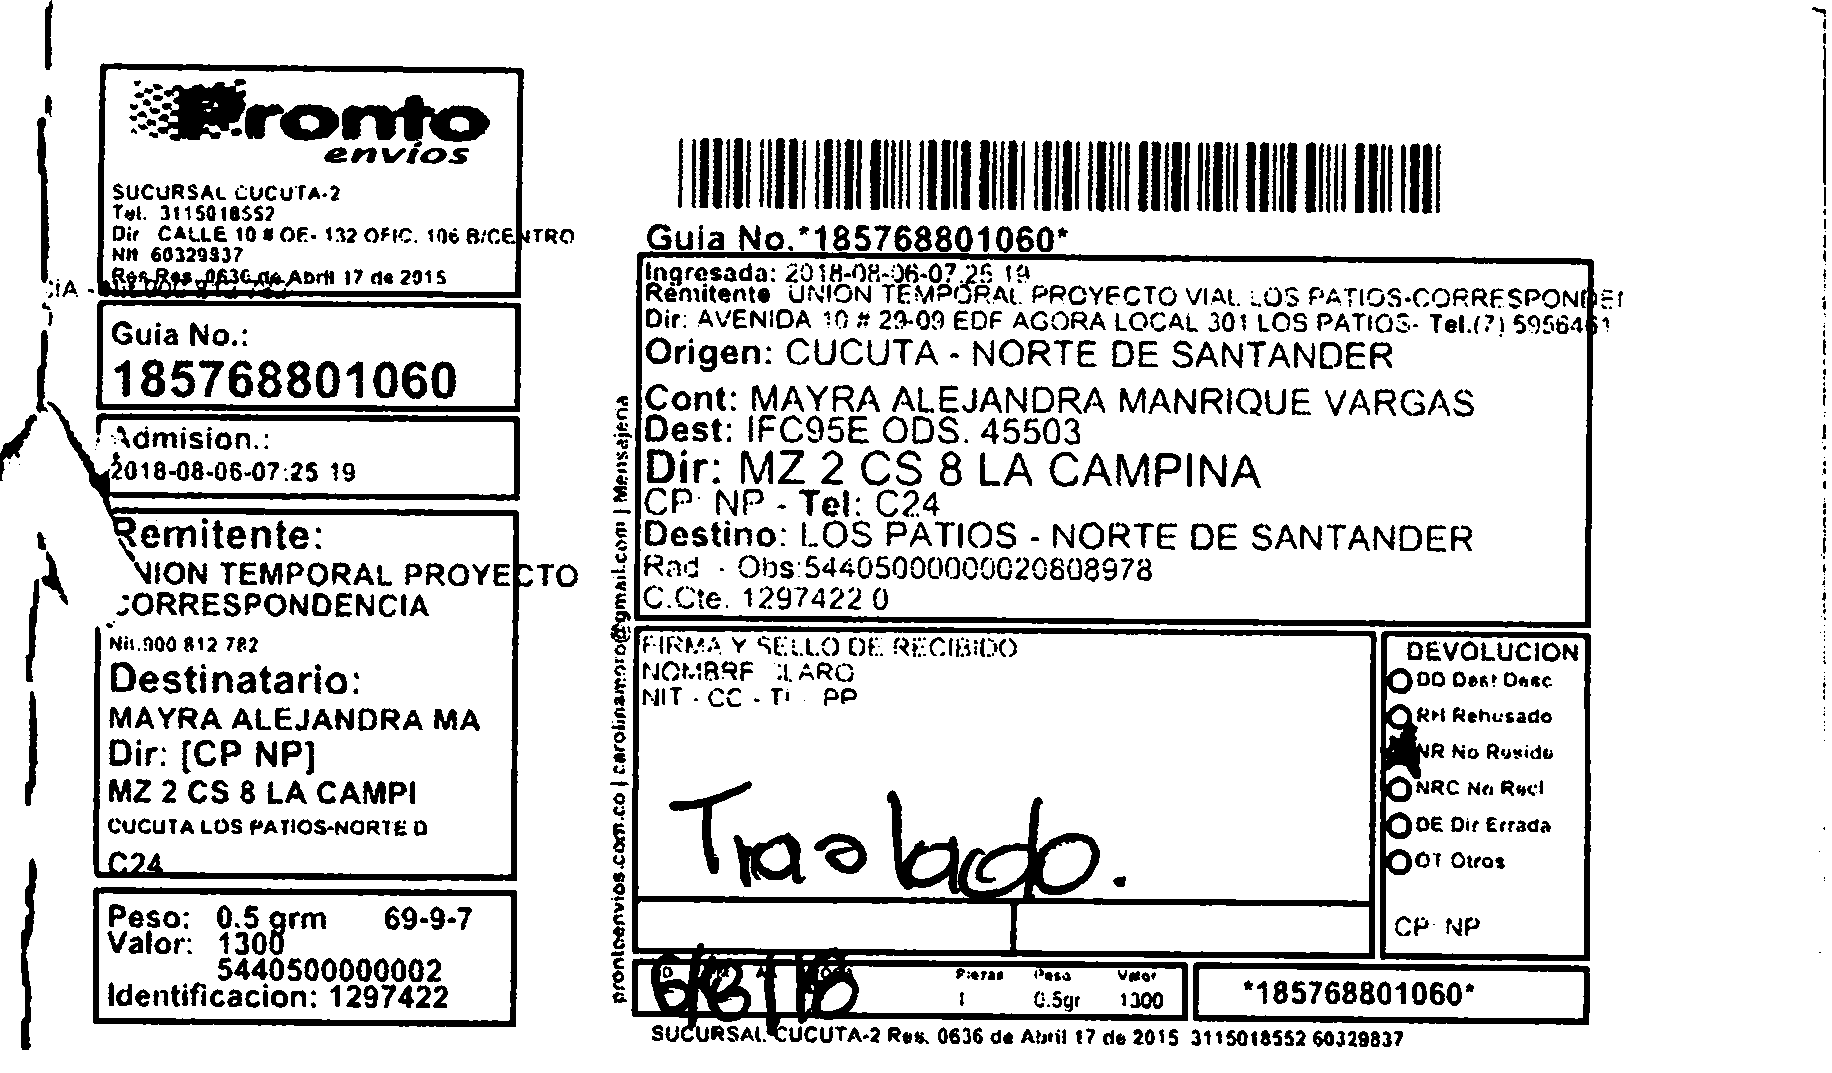 Pronto
envios
SUCURSAL CUCUTA-2
Tel. 3115018552
Dir CALLE 10 # OE- 132 OFIC. 106 B/CENTRO
Nit 60329837
Res.Res. 0636 de Abril 17 de 2015
Guia No.:
185768801060
Admision.:
2018-08-06-07:25 19
Remitente:
NION TEMPORAL PROYECTO
CORRESPONDENCIA
Nit.900 812 782
Destinatario:
MAYRA ALEJANDRA MA
Dir: [CP NP]
MZ 2 CS 8 LA CAMPI
CUCUTA LOS PATIOS-NORTE D
C24
Peso: 0.5 grm 69-9-7
Valor: 1300
5440500000002
Identificacion: 1297422
prontoenvios.com.co | carolinamoro@gmail.com | Mensajeria
Guia No.*185768801060*
Ingresada: 2018-08-06-07 25 19
Remitente UNION TEMPORAL PROYECTO VIAL LOS PATIOS-CORRESPONDEI
Dir: AVENIDA 10 # 29-09 EDF AGORA LOCAL 301 LOS PATIOS- Tel.(7) 5956461
Origen: CUCUTA - NORTE DE SANTANDER
Cont: MAYRA ALEJANDRA MANRIQUE VARGAS
Dest: IFC95E ODS. 45503
Dir: MZ 2 CS 8 LA CAMPINA
CP: NP - Tel: C24
Destino: LOS PATIOS - NORTE DE SANTANDER
Rad - Obs:54405000000020808978
C.Cte. 1297422 0
FIRMA Y SELLO DE RECIBIDO
NOMBRE CLARO
NIT - CC - TI - PP
Traslado.
DEVOLUCION
DD Dest Desc
RH Rehusado
NR No Reside
NRC No Recl
DE Dir Errada
OT Otros
CP: NP
6/8/18
Piezas Peso Valor
1 0.5gr 1300
*185768801060*
SUCURSAL CUCUTA-2 Res. 0636 de Abril 17 de 2015 3115018552 60329837